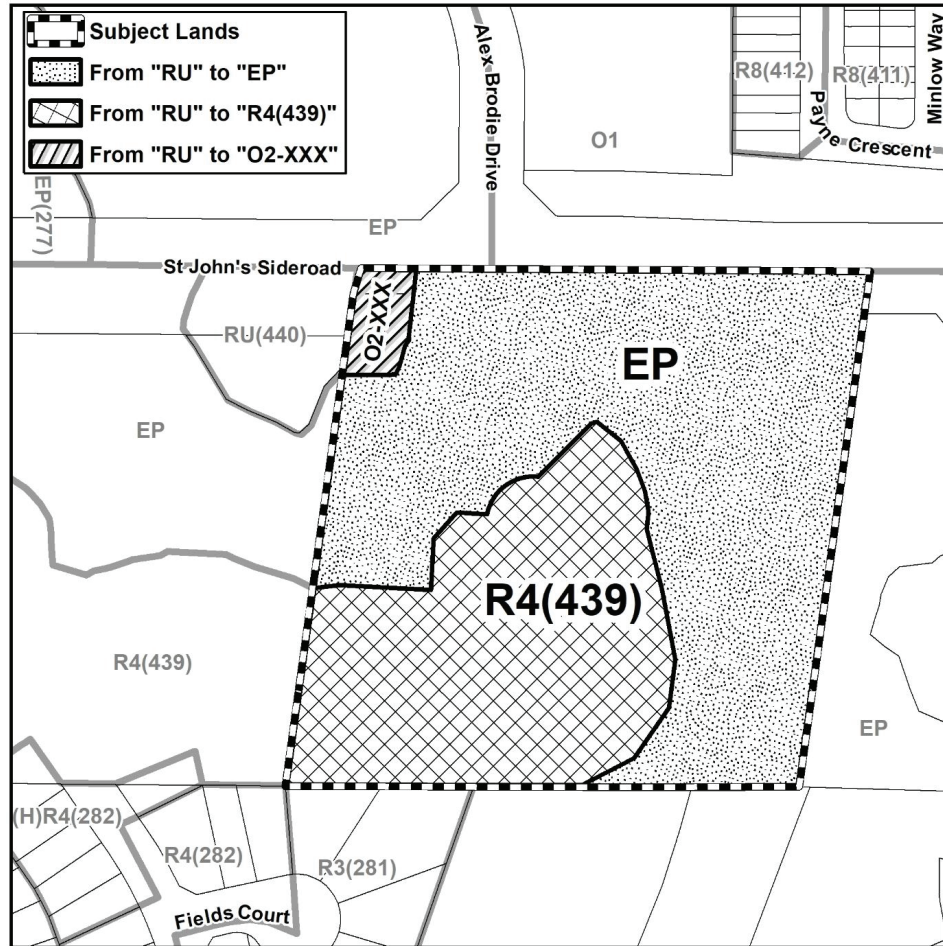 Subject Lands
From "RU" to "EP"
From "RU" to "R4(439)"
From "RU" to "O2-XXX"
Alex Brodie Drive
R8(412)
R8(411)
Minlow Way
Payne Crescent
O1
EP(277)
EP
St John's Sideroad
O2-XXX
RU(440)
EP
EP
R4(439)
R4(439)
EP
(H)R4(282)
R4(282)
R3(281)
Fields Court